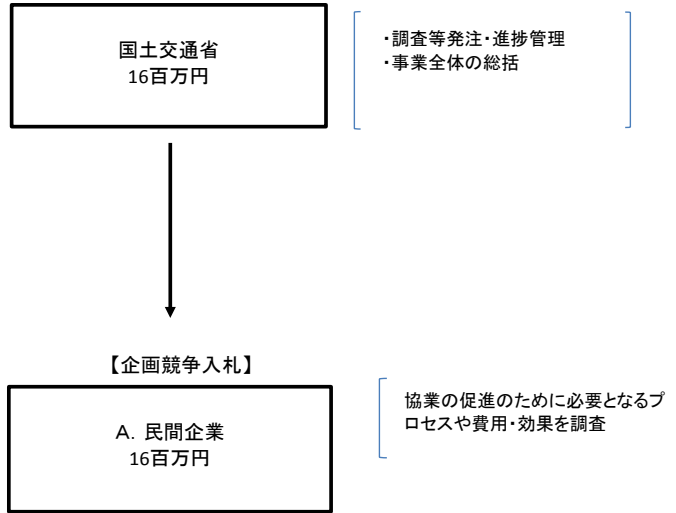 国土交通省
16百万円
・調査等発注・進捗管理
・事業全体の総括
【企画競争入札】
A. 民間企業
16百万円
協業の促進のために必要となるプ
ロセスや費用・効果を調査